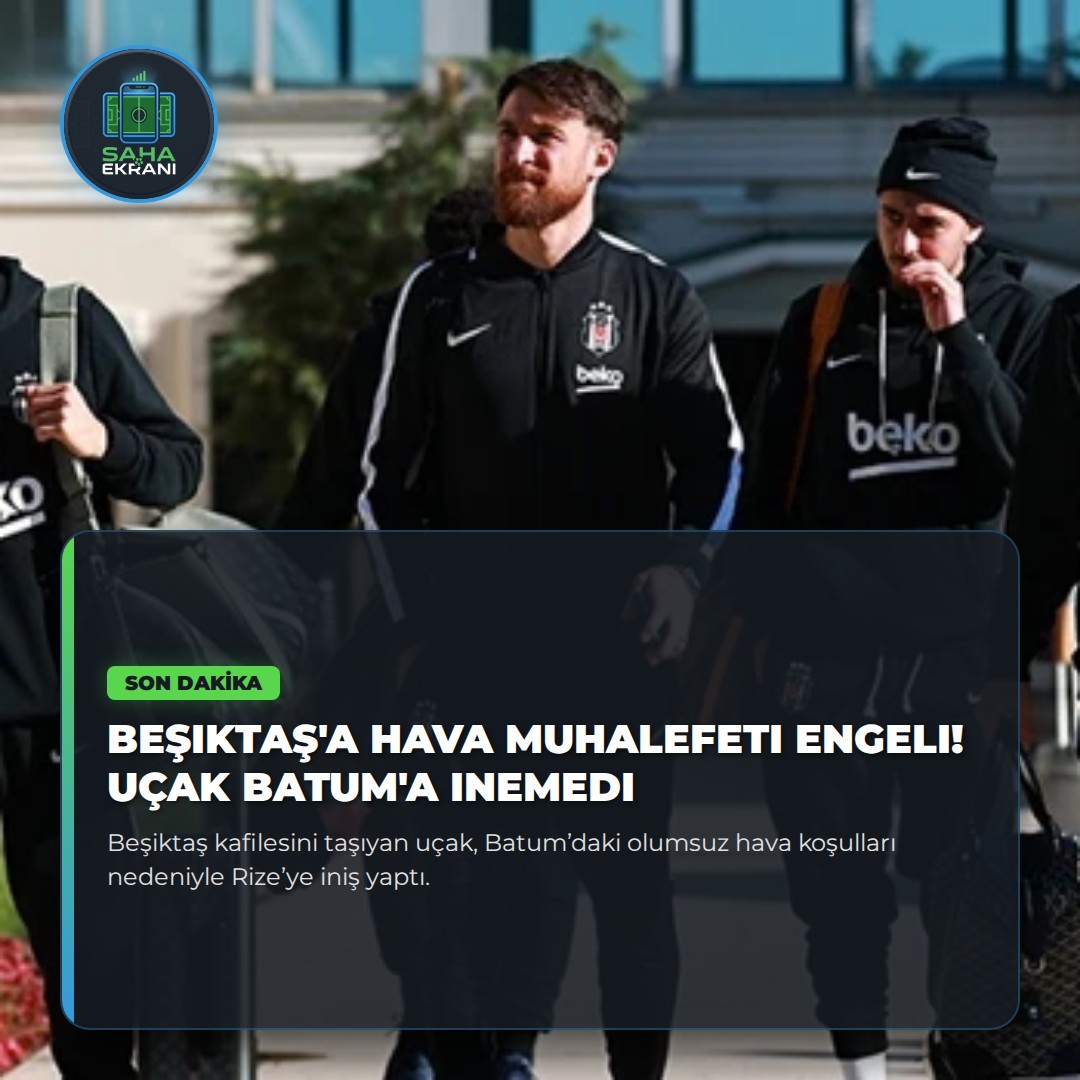 SAHA
EKRANI
beko
beko
ko
SON DAKİKA
BEŞIKTAŞ'A HAVA MUHALEFETI ENGELI!
UÇAK BATUM'A INEMEDI
Beşiktaş kafilesini taşıyan uçak, Batum’daki olumsuz hava koşulları
nedeniyle Rize’ye iniş yaptı.